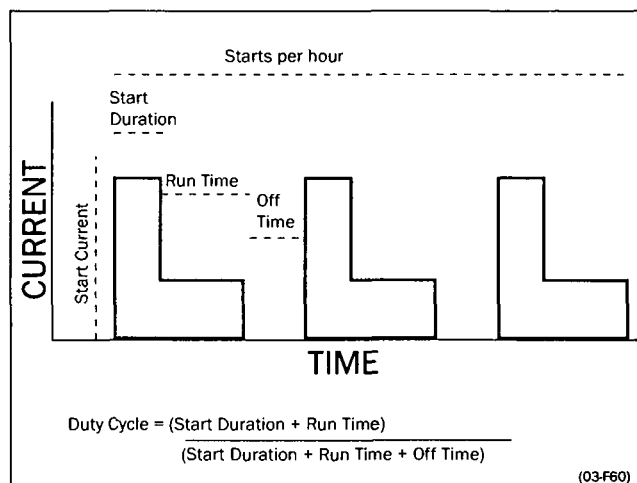 Starts per hour
Start
Duration
Run Time
Off
Time
CURRENT
Start Current
TIME
Duty Cycle = (Start Duration + Run Time)
(Start Duration + Run Time + Off Time)
(03-F60)